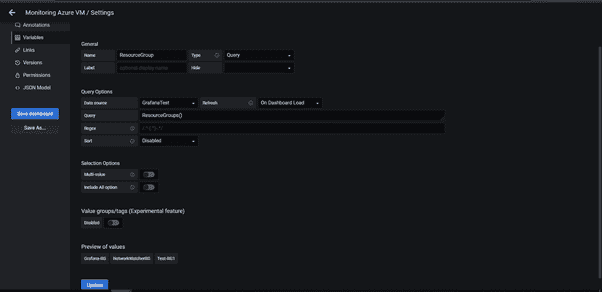 Monitoring Azure VM / Settings
Annotations
Variables
Links
Versions
Permissions
JSON Model
Save dashboard
Save As...
General
Name ResourceGroup Type Query
Label optional display name Hide
Query Options
Data source GrafanaTest Refresh On Dashboard Load
Query ResourceGroups()
Regex
Sort Disabled
Selection Options
Multi-value
Include All option
Value groups/tags (Experimental feature)
Enabled
Preview of values
Grafana-RG NetworkWatcherRG Test-RG1
Update